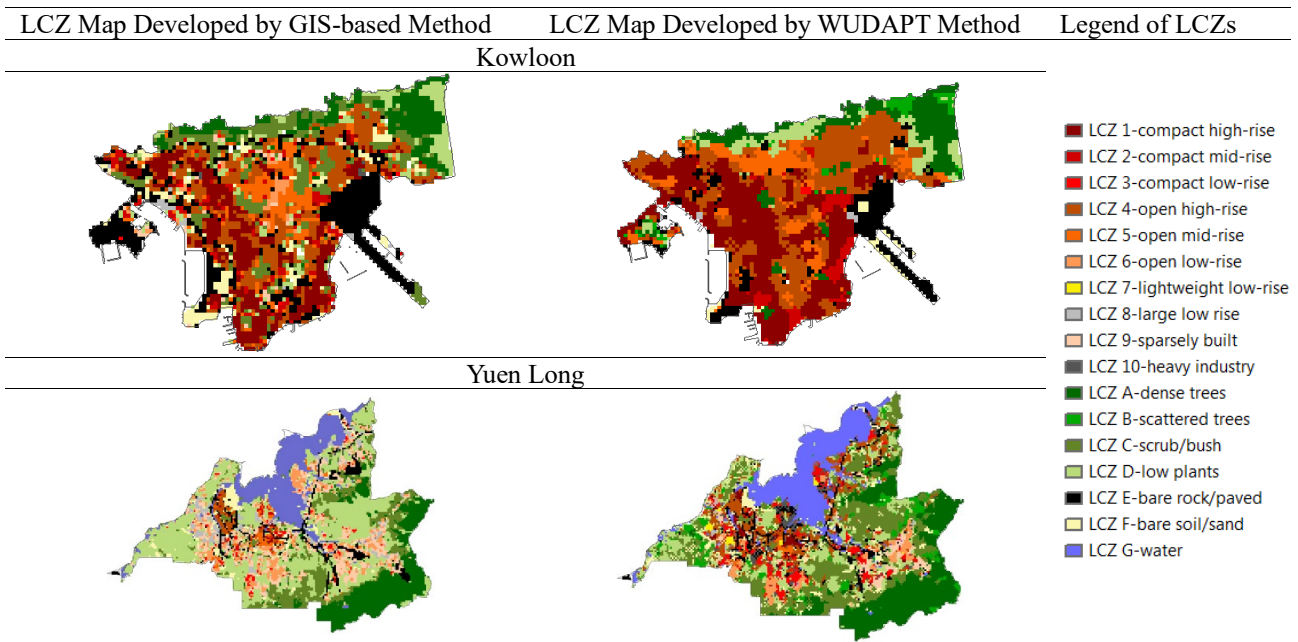 LCZ Map Developed by GIS-based Method LCZ Map Developed by WUDAPT Method Legend of LCZs
Kowloon
LCZ 1-compact high-rise
LCZ 2-compact mid-rise
LCZ 3-compact low-rise
LCZ 4-open high-rise
LCZ 5-open mid-rise
LCZ 6-open low-rise
LCZ 7-lightweight low-rise
LCZ 8-large low rise
LCZ 9-sparsely built
LCZ 10-heavy industry
LCZ A-dense trees
LCZ B-scattered trees
LCZ C-scrub/bush
LCZ D-low plants
LCZ E-bare rock/paved
LCZ F-bare soil/sand
LCZ G-water
Yuen Long